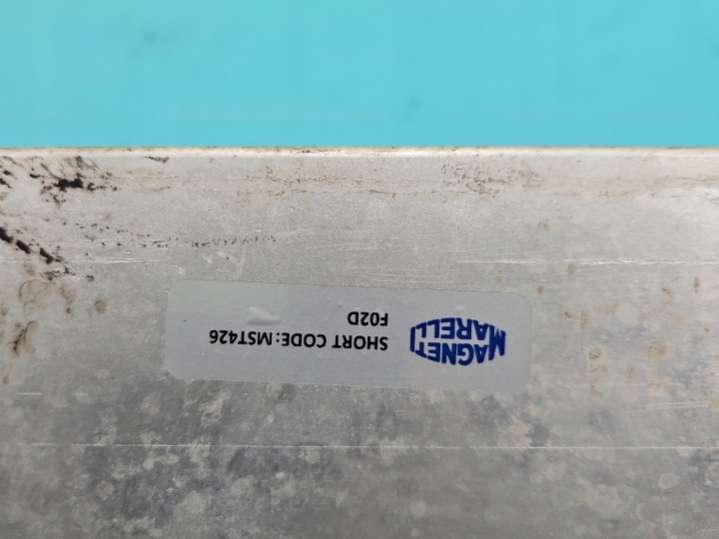 MAGNETI
MARELLI
SHORT CODE: MST426
F02D